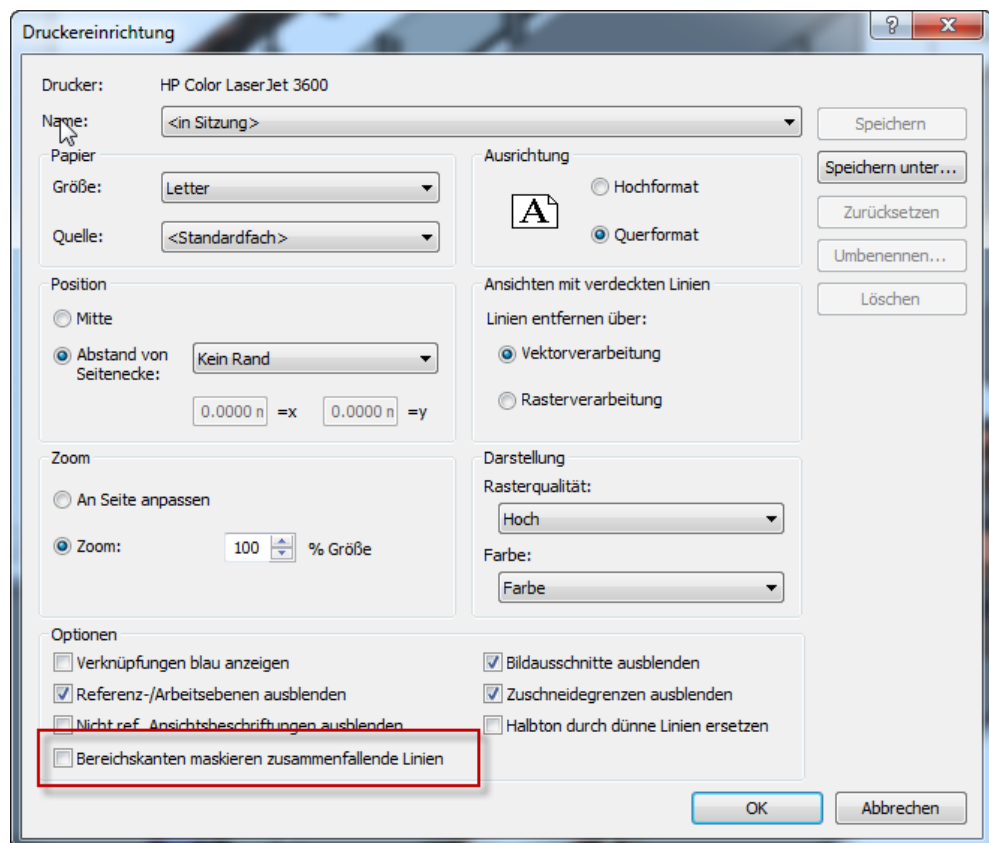 Druckereinrichtung
Drucker: HP Color LaserJet 3600
Name: <in Sitzung>
Speichern
Speichern unter...
Zurücksetzen
Umbenennen...
Löschen
Papier
Größe: Letter
Quelle: <Standardfach>
Ausrichtung
A
Hochformat
Querformat
Position
Mitte
Abstand von Seitenecke: Kein Rand
0.0000 n =x 0.0000 n =y
Ansichten mit verdeckten Linien
Linien entfernen über:
Vektorverarbeitung
Rasterverarbeitung
Zoom
An Seite anpassen
Zoom: 100 % Größe
Darstellung
Rasterqualität:
Hoch
Farbe:
Farbe
Optionen
Verknüpfungen blau anzeigen
Referenz-/Arbeitsebenen ausblenden
Nicht ref. Ansichtsbeschriftungen ausblenden
Bereichskanten maskieren zusammenfallende Linien
Bildausschnitte ausblenden
Zuschneidegrenzen ausblenden
Halbton durch dünne Linien ersetzen
OK
Abbrechen